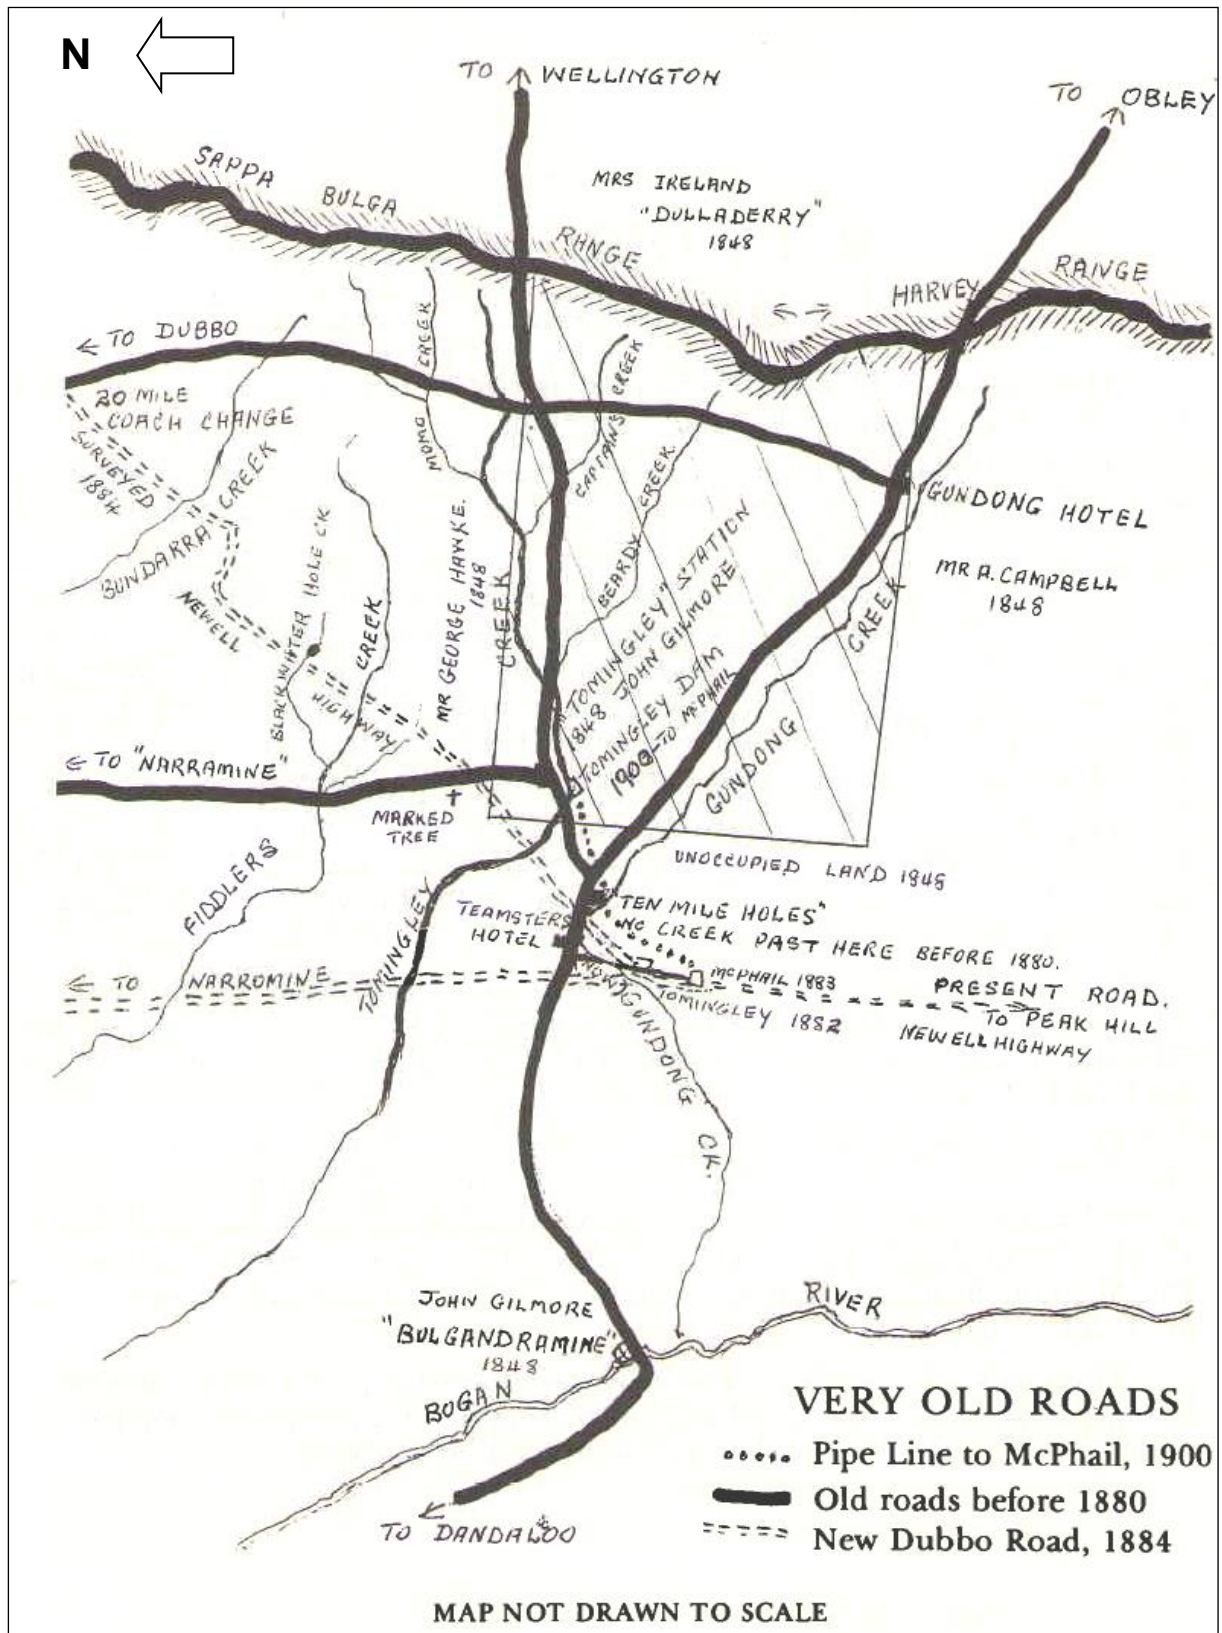 N
TO WELLINGTON
TO OBLEY
SAPPA BULGA RANGE
MRS IRELAND
"DULLADERRY"
1848
HARVEY RANGE
← TO DUBBO
20 MILE
COACH CHANGE
SURVEYED
1884
MOMO CREEK
CAPTAINS CREEK
BEARDY CREEK
BUNDARRA CREEK
NEWELL HIGHWAY
BLACKWATER HOLE CK
FIDDLERS CREEK
MR GEORGE HAWKE.
1848
TOMINGLEY CREEK
GUNDONG HOTEL
MR A. CAMPBELL
1848
GUNDONG CREEK
"TOMINGLEY" STATION
1848 JOHN GILMORE
TOMINGLEY DAM
1900-TO McPHAIL
← TO "NARRAMINE"
MARKED
TREE
UNOCCUPIED LAND 1848
TEAMSTERS
HOTEL
"TEN MILE HOLES"
NO CREEK PAST HERE BEFORE 1880.
← TO NARROMINE
McPHAIL 1883
TOMINGLEY 1882
PRESENT ROAD.
TO PEAK HILL
NEWELL HIGHWAY
NOW GUNDONG CK.
JOHN GILMORE
"BULGANDRAMINE"
1848
BOGAN RIVER
TO DANDALOO
VERY OLD ROADS
Pipe Line to McPhail, 1900
Old roads before 1880
New Dubbo Road, 1884
MAP NOT DRAWN TO SCALE